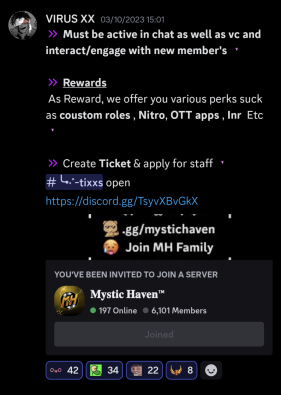 VIRUS XX 03/10/2023 15:01
Must be active in chat as well as vc and
interact/engage with new member's
Rewards
As Reward, we offer you various perks suck
as coustom roles , Nitro, OTT apps , Inr Etc
Create Ticket & apply for staff
-tixxs open
https://discord.gg/TsyvXBvGkX
.gg/mystichaven
Join MH Family
YOU'VE BEEN INVITED TO JOIN A SERVER
MH
Mystic Haven™
197 Online 6,101 Members
Joined
42 34 22 8